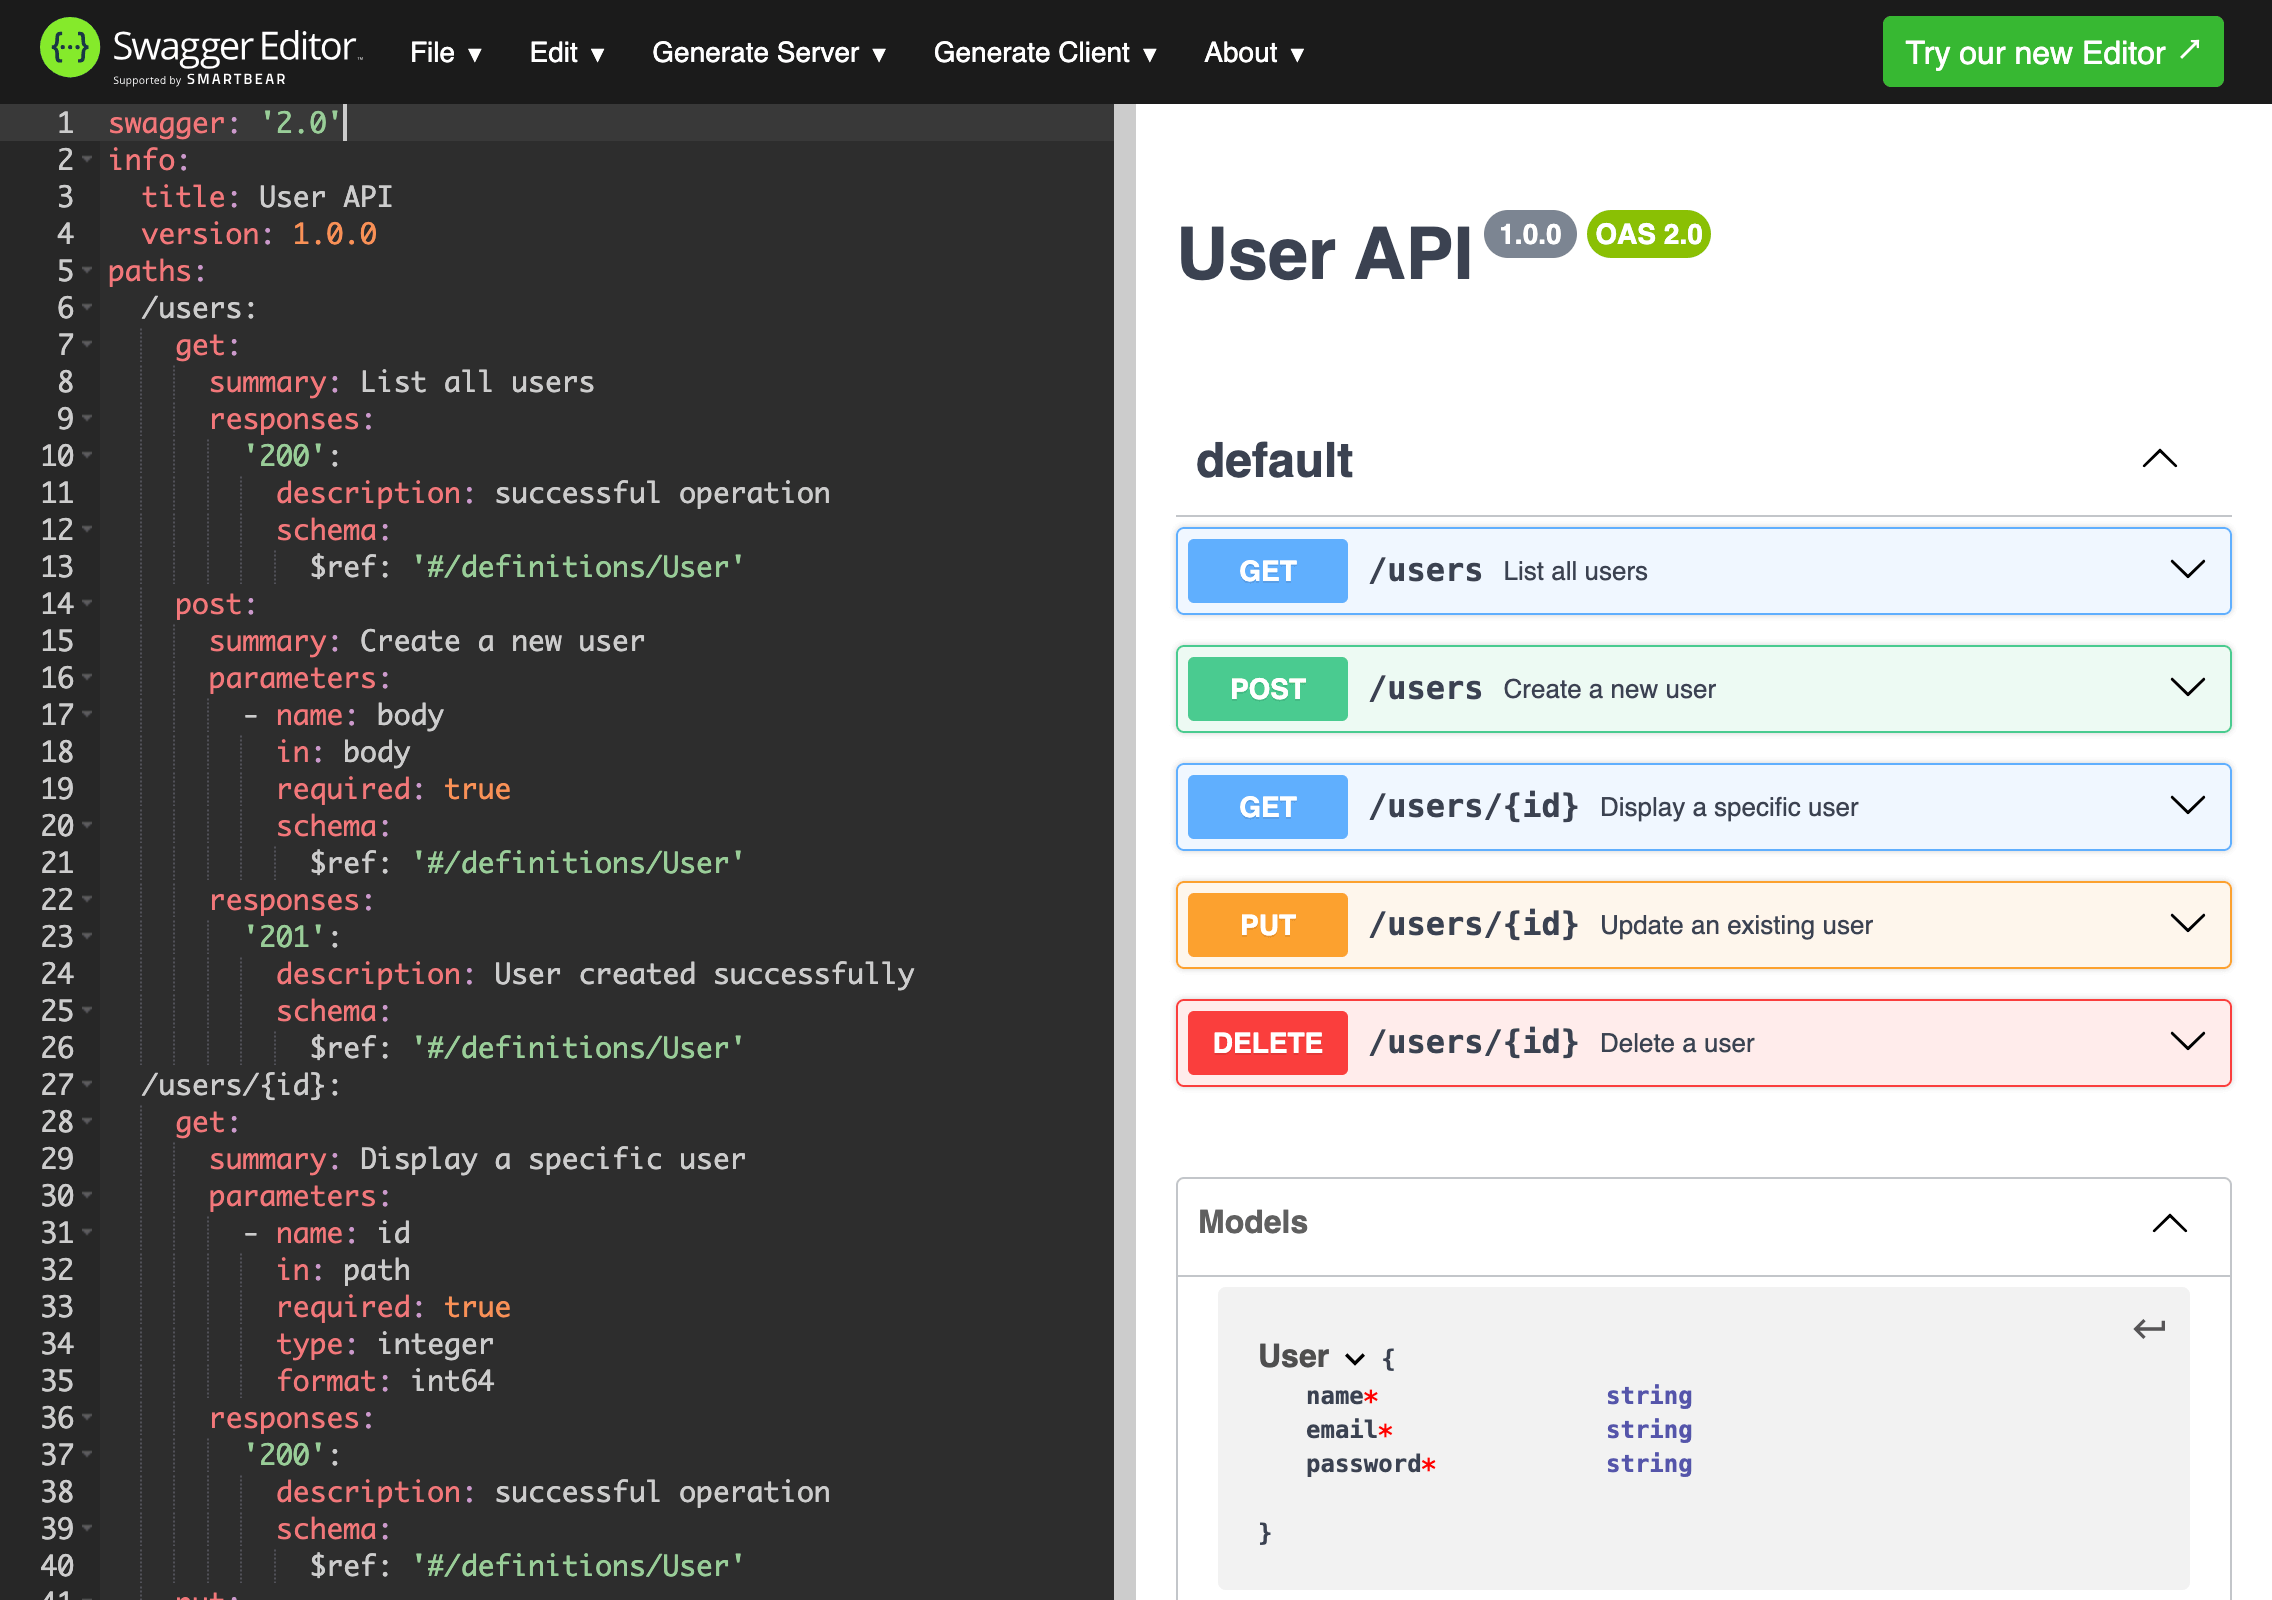 Swagger Editor™
Supported by SMARTBEAR
File ▼ Edit ▼ Generate Server ▼ Generate Client ▼ About ▼
Try our new Editor ↗
1 swagger: '2.0'
2 info:
3 title: User API
4 version: 1.0.0
5 paths:
6 /users:
7 get:
8 summary: List all users
9 responses:
10 '200':
11 description: successful operation
12 schema:
13 $ref: '#/definitions/User'
14 post:
15 summary: Create a new user
16 parameters:
17 - name: body
18 in: body
19 required: true
20 schema:
21 $ref: '#/definitions/User'
22 responses:
23 '201':
24 description: User created successfully
25 schema:
26 $ref: '#/definitions/User'
27 /users/{id}:
28 get:
29 summary: Display a specific user
30 parameters:
31 - name: id
32 in: path
33 required: true
34 type: integer
35 format: int64
36 responses:
37 '200':
38 description: successful operation
39 schema:
40 $ref: '#/definitions/User'
41 put:
User API 1.0.0 OAS 2.0
default
GET /users List all users
POST /users Create a new user
GET /users/{id} Display a specific user
PUT /users/{id} Update an existing user
DELETE /users/{id} Delete a user
Models
User {
name* string
email* string
password* string
}